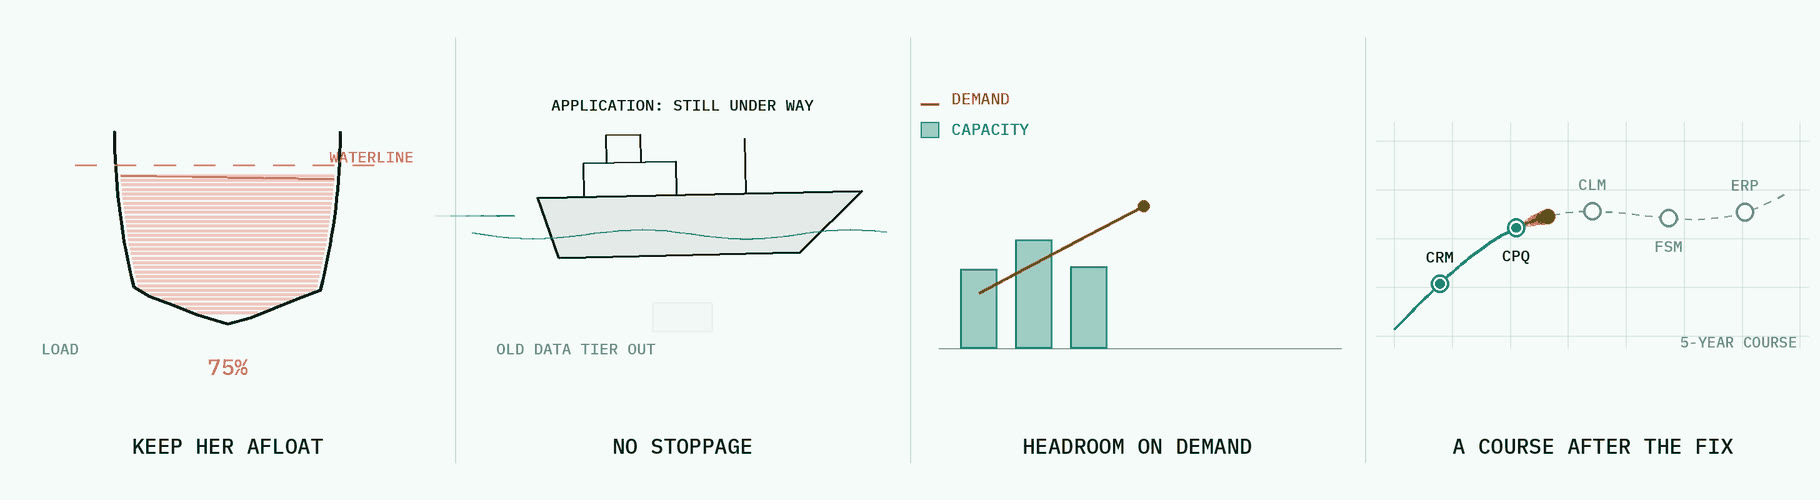 WATERLINE
LOAD
75%
KEEP HER AFLOAT
APPLICATION: STILL UNDER WAY
OLD DATA TIER OUT
NO STOPPAGE
DEMAND
CAPACITY
HEADROOM ON DEMAND
CLM
ERP
CRM
CPQ
FSM
5-YEAR COURSE
A COURSE AFTER THE FIX